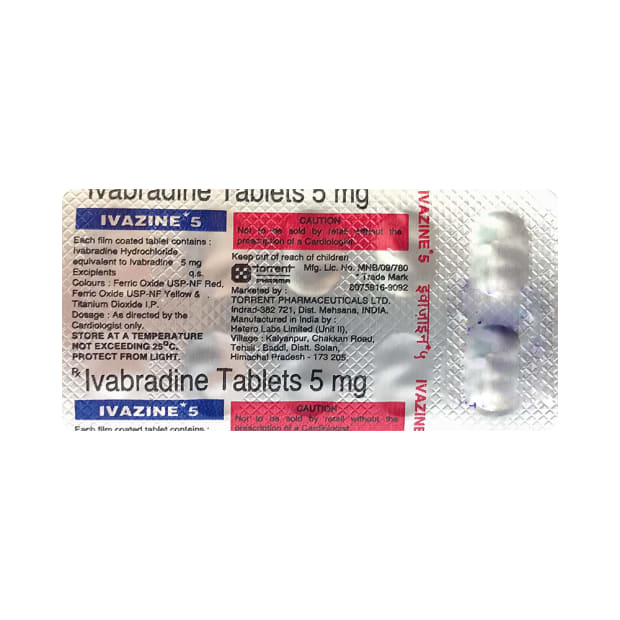 Ivabradine Tablets 5 mg
IVAZINE* 5
Each film coated tablet contains :
Ivabradine Hydrochloride
equivalent to Ivabradine 5 mg
Excipients q.s.
Colours : Ferric Oxide USP-NF Red,
Ferric Oxide USP-NF Yellow &
Titanium Dioxide I.P.
Dosage : As directed by the
Cardiologist only.
STORE AT A TEMPERATURE
NOT EXCEEDING 25°C.
PROTECT FROM LIGHT.
CAUTION
Not to be sold by retail without the
prescription of a Cardiologist.
Keep out of reach of children
torrent
PHARMA
Mfg. Lic. No. MNB/09/780
* Trade Mark
8075816-9092
Marketed by :
TORRENT PHARMACEUTICALS LTD.
Indrad-382 721, Dist. Mehsana, INDIA.
Manufactured in India by :
Hetero Labs Limited (Unit II),
Village : Kalyanpur, Chakkan Road,
Tehsil : Baddi, Distt. Solan,
Himachal Pradesh - 173 205
Rx Ivabradine Tablets 5 mg
IVAZINE* 5
Each film coated tablet contains :
CAUTION
Not to be sold by retail without the
prescription of a Cardiologist.
IVAZINE* 5 इवाज़ाइन* ५ IVAZINE